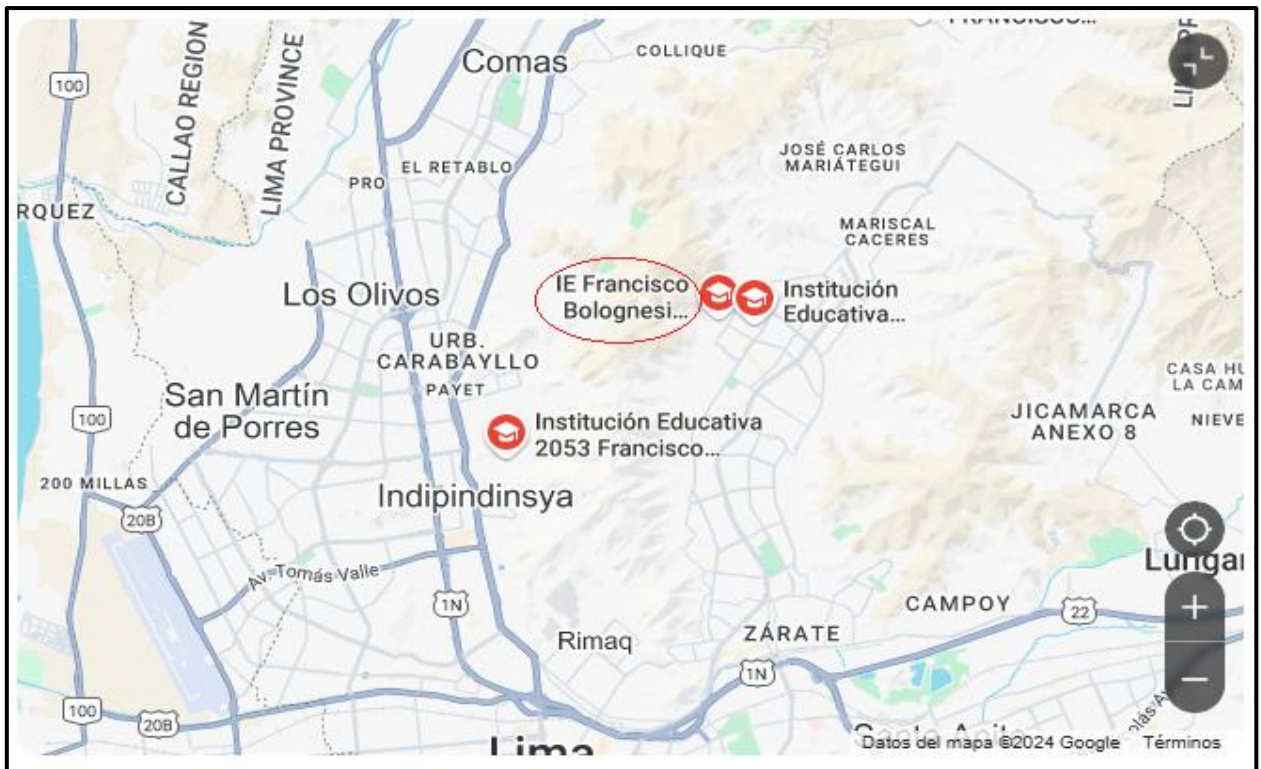 Comas
COLLIQUE
100
CALLAO REGION
LIMA PROVINCE
JOSÉ CARLOS
MARIÁTEGUI
EL RETABLO
PRO
RQUEZ
MARISCAL
CACERES
IE Francisco
Bolognesi...
Institución
Educativa...
Los Olivos
URB.
CARABAYLLO
PAYET
CASA HU
LA CAM
San Martín
de Porres
100
JICAMARCA
ANEXO 8
NIEVE
Institución Educativa
2053 Francisco...
200 MILLAS
20B
Indipindinsya
Lungar
Av. Tomás Valle
1N
CAMPOY
22
Rimaq
ZÁRATE
1N
100
20B
Lima
Santa Anita
Datos del mapa ©2024 Google
Términos